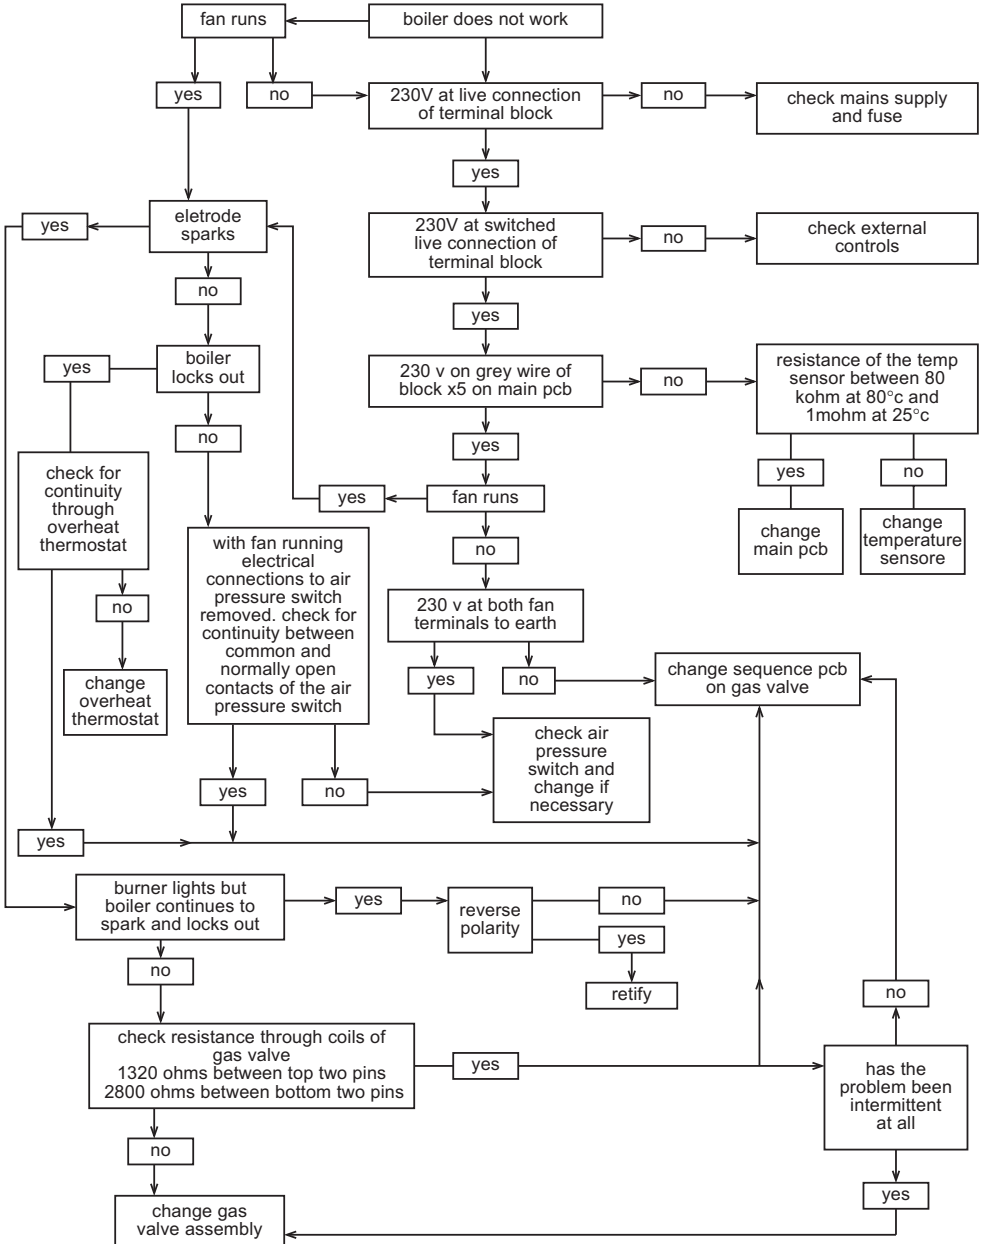 fan runs
boiler does not work
yes
no
230V at live connection
of terminal block
no
check mains supply
and fuse
yes
yes
eletrode
sparks
230V at switched
live connection of
terminal block
no
check external
controls
no
yes
yes
boiler
locks out
230 v on grey wire of
block x5 on main pcb
no
resistance of the temp
sensor between 80
kohm at 80°c and
1mohm at 25°c
no
yes
yes
no
check for
continuity
through
overheat
thermostat
yes
fan runs
change
main pcb
change
temperature
sensore
with fan running
electrical
connections to air
pressure switch
removed. check for
continuity between
common and
normally open
contacts of the air
pressure switch
no
no
230 v at both fan
terminals to earth
change
overheat
thermostat
yes
no
change sequence pcb
on gas valve
check air
pressure
switch and
change if
necessary
yes
no
yes
burner lights but
boiler continues to
spark and locks out
yes
reverse
polarity
no
yes
no
retify
no
check resistance through coils of
gas valve
1320 ohms between top two pins
2800 ohms between bottom two pins
yes
has the
problem been
intermittent
at all
no
yes
change gas
valve assembly